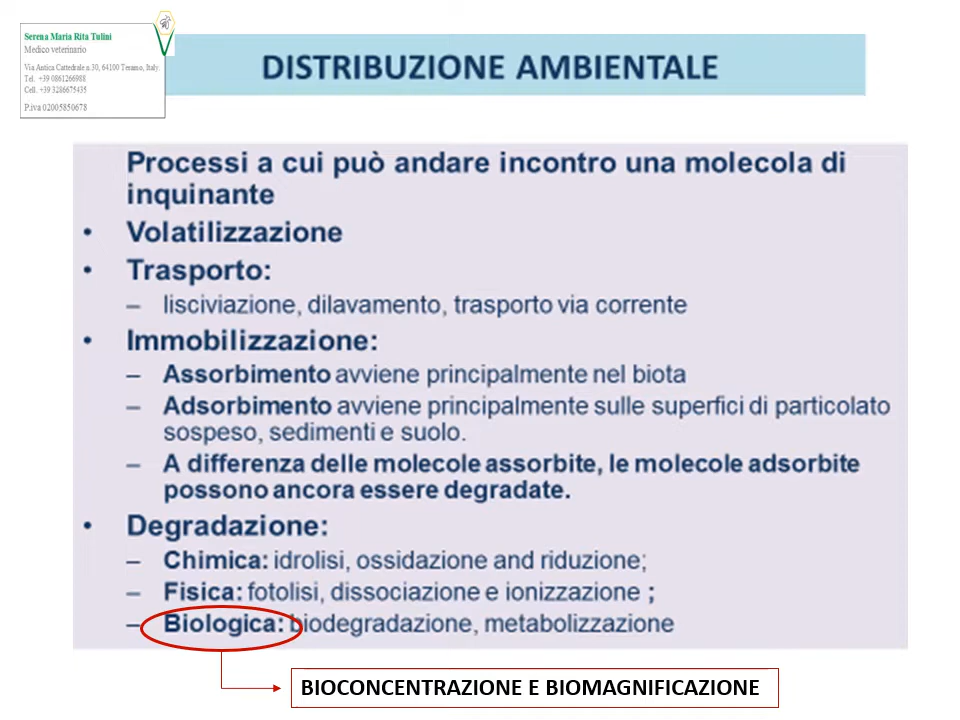 Serena Maria Rita Tulini
Medico veterinario
Via Antica Cattedrale n.30, 64100 Teramo, Italy.
Tel. +39 0861266988
Cell. +39 3286675435
P.iva 02005850678
DISTRIBUZIONE AMBIENTALE
Processi a cui può andare incontro una molecola di
inquinante
• Volatilizzazione
• Trasporto:
– lisciviazione, dilavamento, trasporto via corrente
• Immobilizzazione:
– Assorbimento avviene principalmente nel biota
– Adsorbimento avviene principalmente sulle superfici di particolato
sospeso, sedimenti e suolo.
– A differenza delle molecole assorbite, le molecole adsorbite
possono ancora essere degradate.
• Degradazione:
– Chimica: idrolisi, ossidazione and riduzione;
– Fisica: fotolisi, dissociazione e ionizzazione ;
– Biologica: biodegradazione, metabolizzazione
BIOCONCENTRAZIONE E BIOMAGNIFICAZIONE